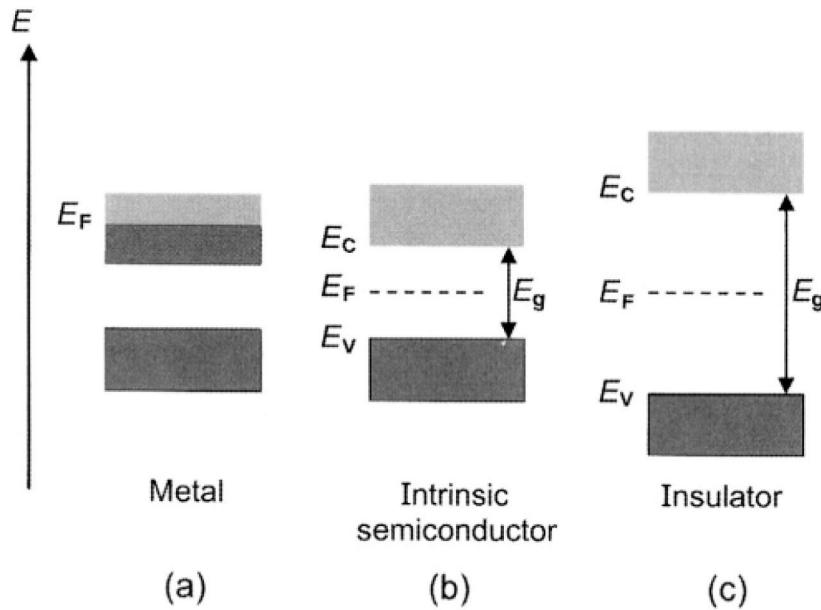 E
E_F
E_C
E_F
E_V
E_g
E_C
E_F
E_V
E_g
Metal
Intrinsic
semiconductor
Insulator
(a)
(b)
(c)